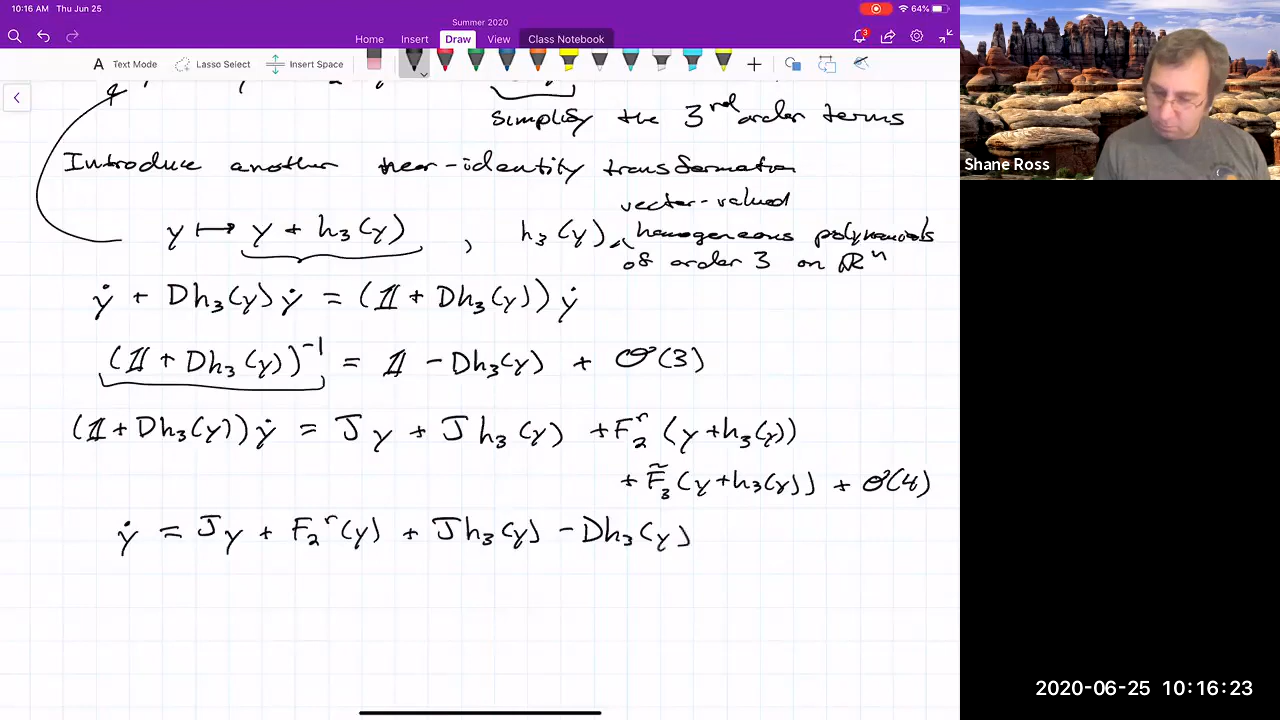 10:16 AM Thu Jun 25
64%
Summer 2020
Home Insert Draw View Class Notebook
3
A Text Mode Lasso Select Insert Space
simplify the 3rd order terms
Introduce another near-identity transformation
vector-valued
y ↦ y + h₃(y) , h₃(y) ^ homogeneous polynomials
of order 3 on ℝⁿ
ẏ + Dh₃(y)ẏ = (𝟙 + Dh₃(y))ẏ
(𝟙 + Dh₃(y))⁻¹ = 𝟙 - Dh₃(y) + O(3)
(𝟙 + Dh₃(y))ẏ = Jy + Jh₃(y) + F₂ʳ(y+h₃(y))
+ F̃₃(y+h₃(y)) + O(4)
ẏ = Jy + F₂ʳ(y) + Jh₃(y) - Dh₃(y)
Shane Ross
2020-06-25 10:16:23